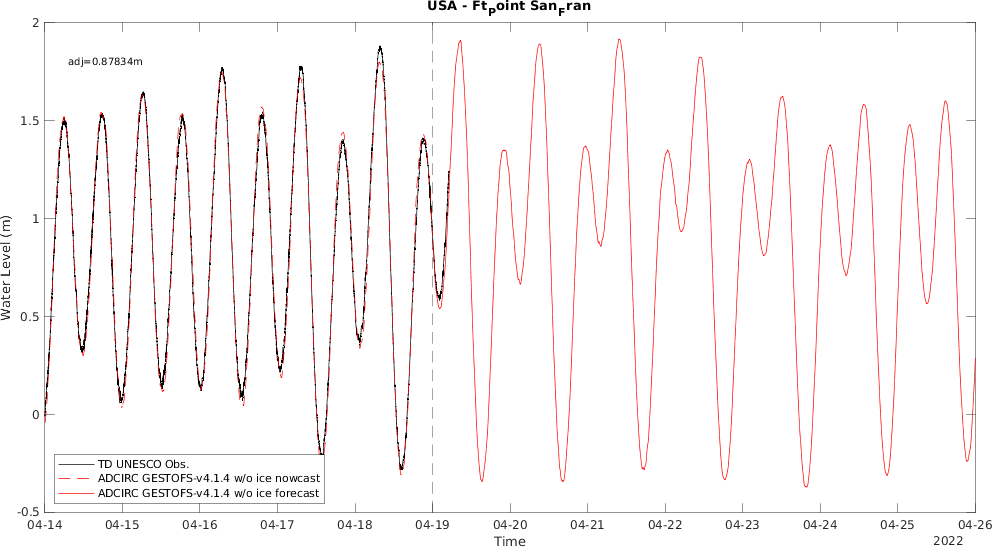 USA - Ft_Point San_Fran
adj=0.87834m
2
1.5
1
0.5
0
-0.5
Water Level (m)
TD UNESCO Obs.
ADCIRC GESTOFS-v4.1.4 w/o ice nowcast
ADCIRC GESTOFS-v4.1.4 w/o ice forecast
04-14 04-15 04-16 04-17 04-18 04-19 04-20 04-21 04-22 04-23 04-24 04-25 04-26
Time
2022